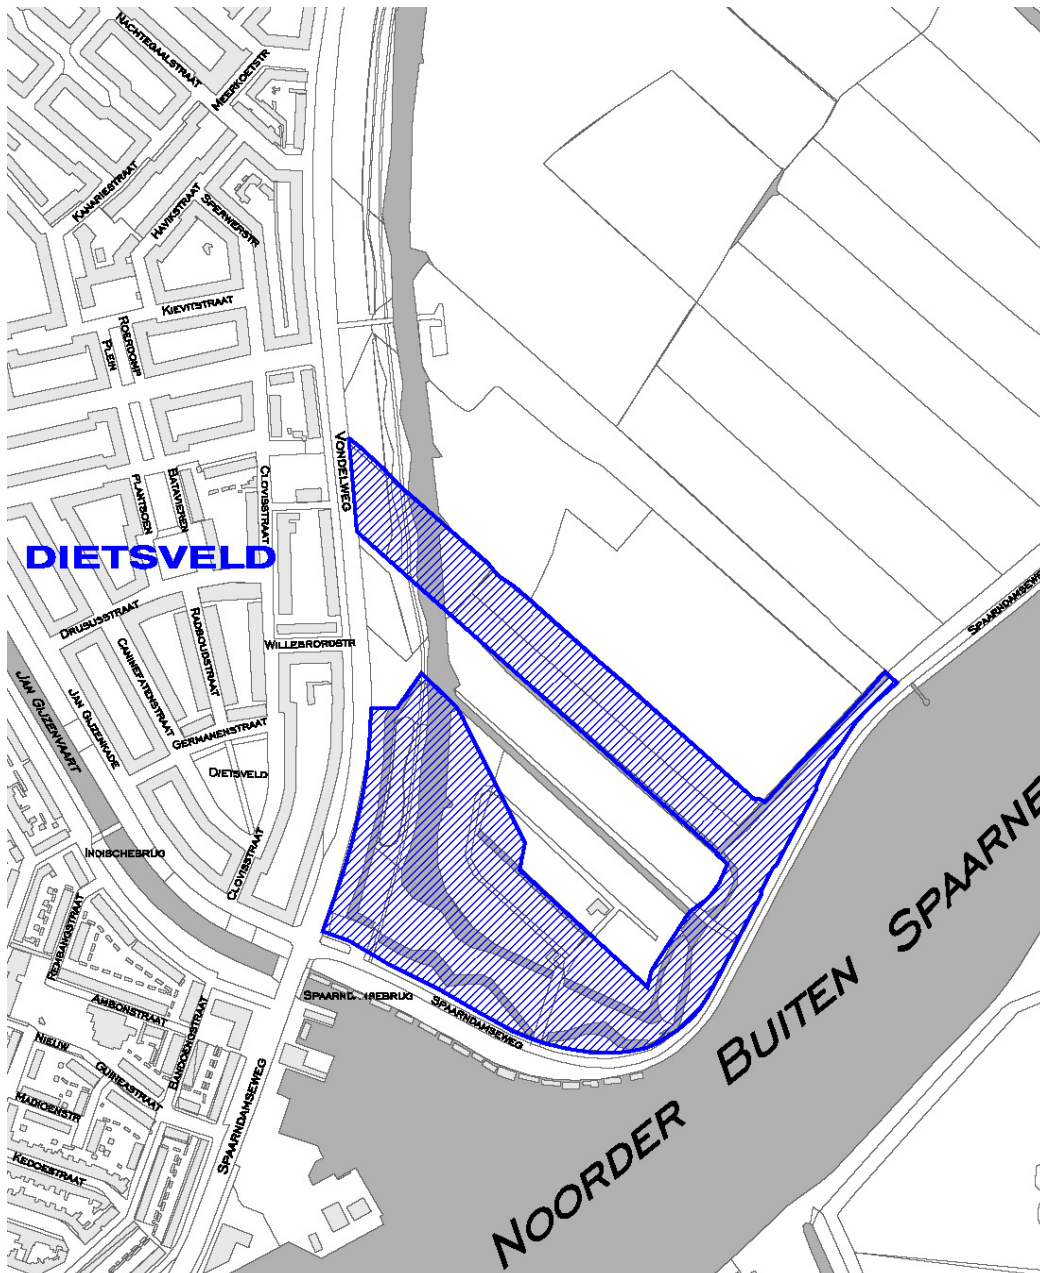 NACHTEGAALSTRAAT
MEERKOETSTR
KANARIESTRAAT
HAVIKSTRAAT
SPERWERSTR
KIEVITSTRAAT
ROERDOMP
PLEIN
VONDELWEG
CLOVISSTRAAT
BATAVIEREN
PLANTSOEN
DIETSVELD
DRUSUSSTRAAT
RADBOUDSTRAAT
WILLEBRORDSTR
CANINEFATENSTRAAT
SPAARNDAMSEWEG
JAN GIJZENVAART
JAN GIJZENKADE
GERMANENSTRAAT
DIETSVELD
INDISCHEBRUG
CLOVISSTRAAT
REMBANGSTRAAT
AMBONSTRAAT
SPAARNDAMSEWEG
BANDOENGSTRAAT
NIEUW
GUINEASTRAAT
MADIOENSTR
KEDOESTRAAT
SPAARNDAMSEWEG
NOORDER BUITEN SPAARNE